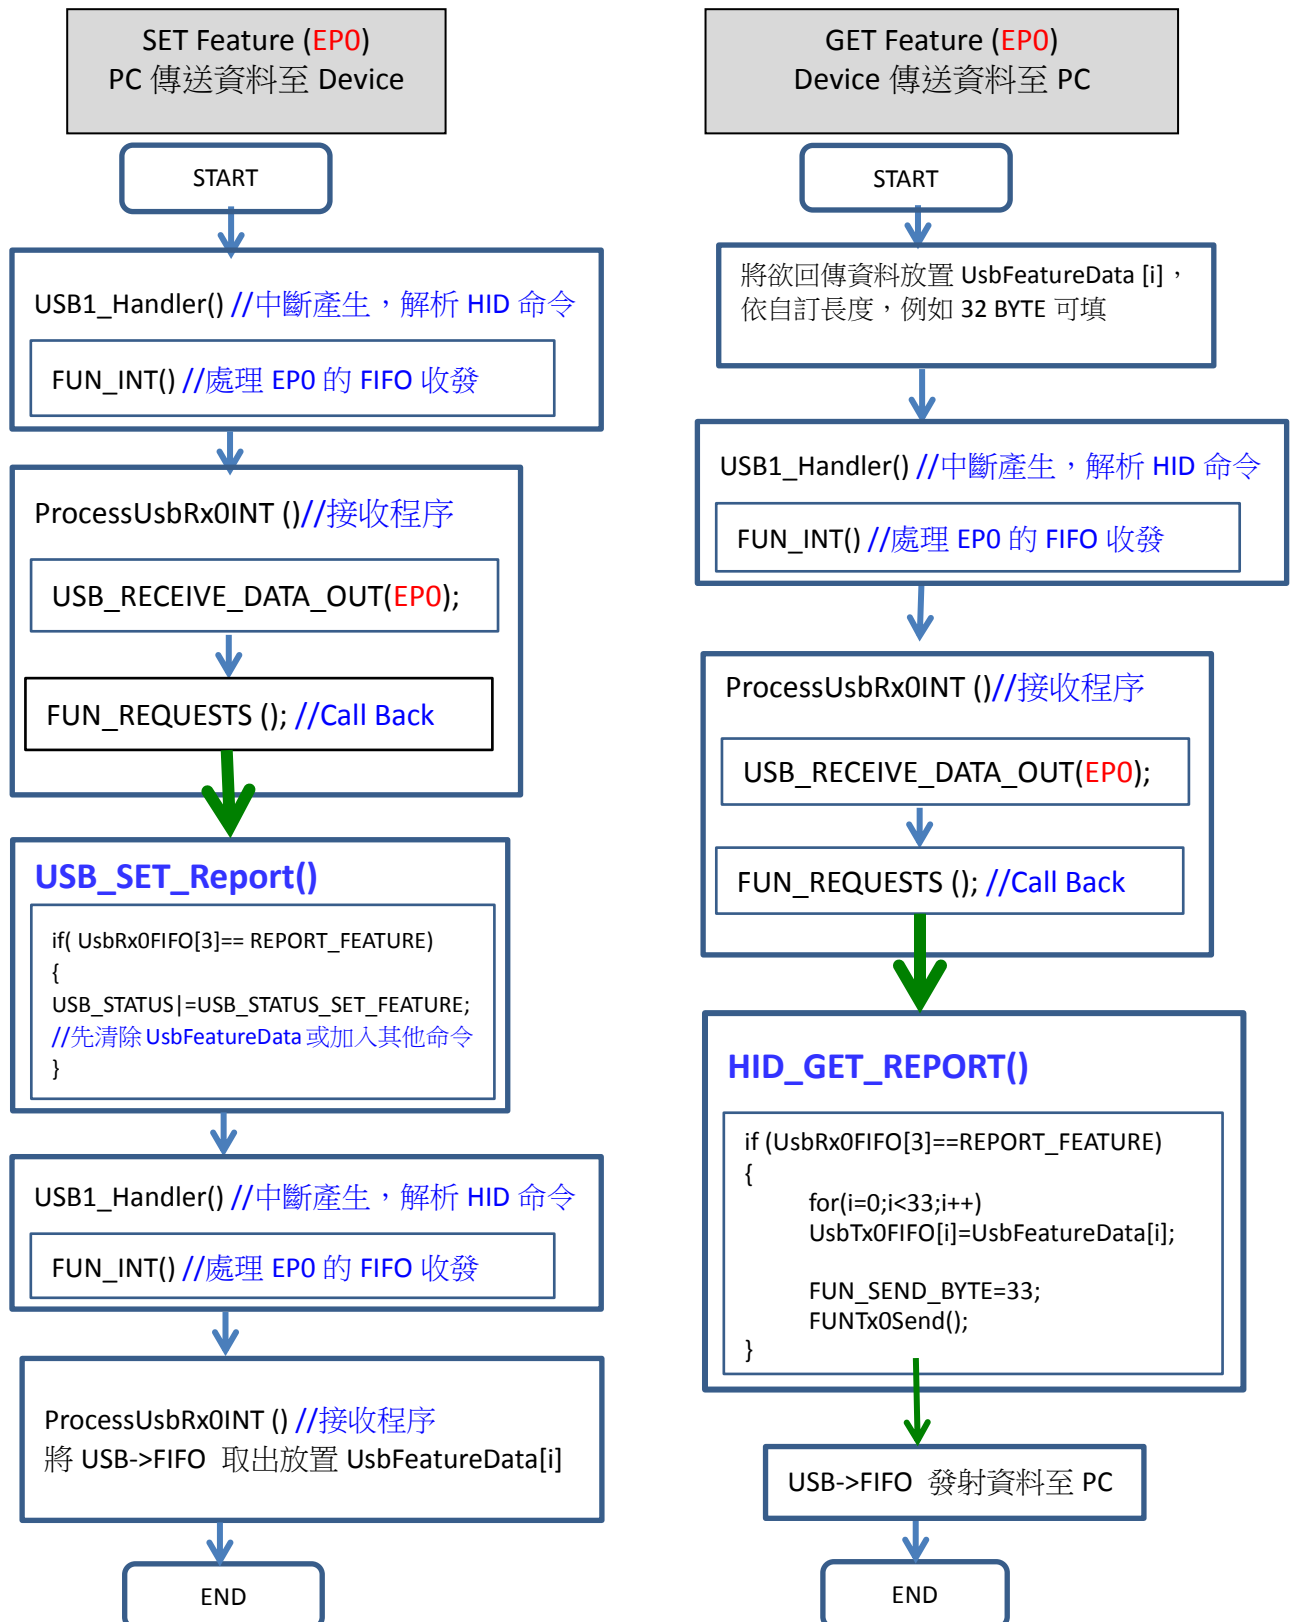 SET Feature (EP0)
PC 傳送資料至 Device
START
USB1_Handler() //中斷產生，解析 HID 命令
FUN_INT() //處理 EP0 的 FIFO 收發
ProcessUsbRx0INT ()//接收程序
USB_RECEIVE_DATA_OUT(EP0);
FUN_REQUESTS (); //Call Back
USB_SET_Report()
if( UsbRx0FIFO[3]== REPORT_FEATURE)
{
USB_STATUS|=USB_STATUS_SET_FEATURE;
//先清除 UsbFeatureData 或加入其他命令
}
USB1_Handler() //中斷產生，解析 HID 命令
FUN_INT() //處理 EP0 的 FIFO 收發
ProcessUsbRx0INT () //接收程序
將 USB->FIFO 取出放置 UsbFeatureData[i]
END
GET Feature (EP0)
Device 傳送資料至 PC
START
將欲回傳資料放置 UsbFeatureData [i]，
依自訂長度，例如 32 BYTE 可填
USB1_Handler() //中斷產生，解析 HID 命令
FUN_INT() //處理 EP0 的 FIFO 收發
ProcessUsbRx0INT ()//接收程序
USB_RECEIVE_DATA_OUT(EP0);
FUN_REQUESTS (); //Call Back
HID_GET_REPORT()
if (UsbRx0FIFO[3]==REPORT_FEATURE)
{
for(i=0;i<33;i++)
UsbTx0FIFO[i]=UsbFeatureData[i];
FUN_SEND_BYTE=33;
FUNTx0Send();
}
USB->FIFO 發射資料至 PC
END